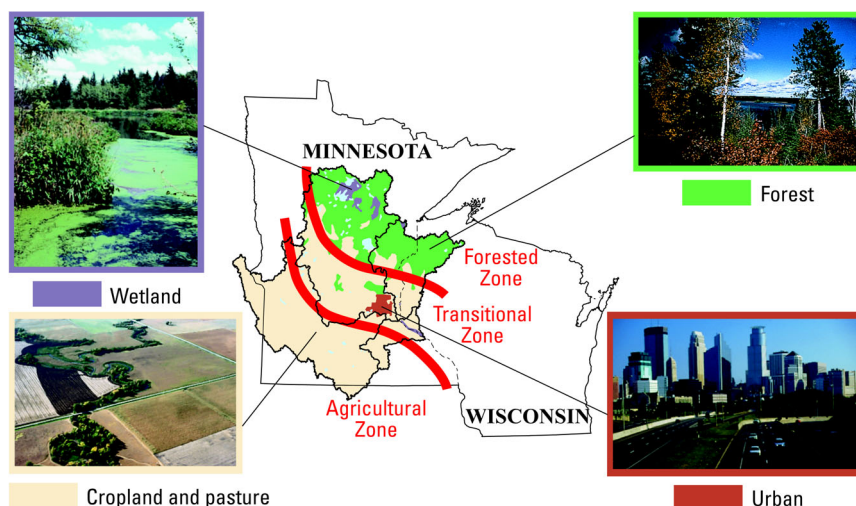 MINNESOTA
Forest
Forested
Zone
Wetland
Transitional
Zone
Agricultural
Zone
WISCONSIN
Cropland and pasture
Urban